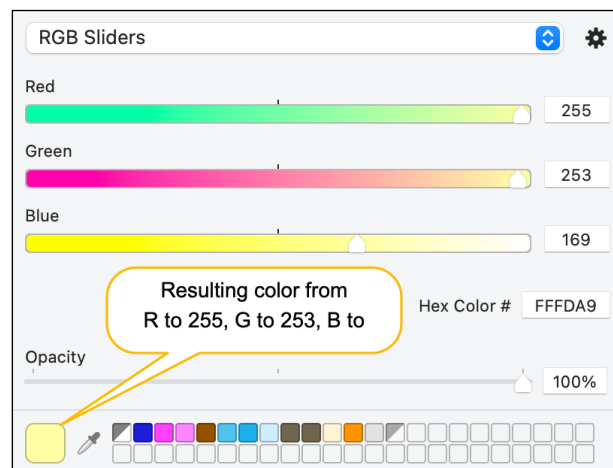 RGB Sliders
Red
255
Green
253
Blue
169
Resulting color from
R to 255, G to 253, B to
Hex Color # FFFDA9
Opacity
100%